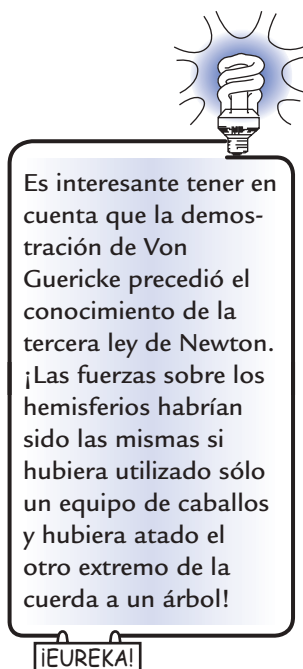 Es interesante tener en
cuenta que la demos-
tración de Von
Guericke precedió el
conocimiento de la
tercera ley de Newton.
¡Las fuerzas sobre los
hemisferios habrían
sido las mismas si
hubiera utilizado sólo
un equipo de caballos
y hubiera atado el
otro extremo de la
cuerda a un árbol!
¡EUREKA!